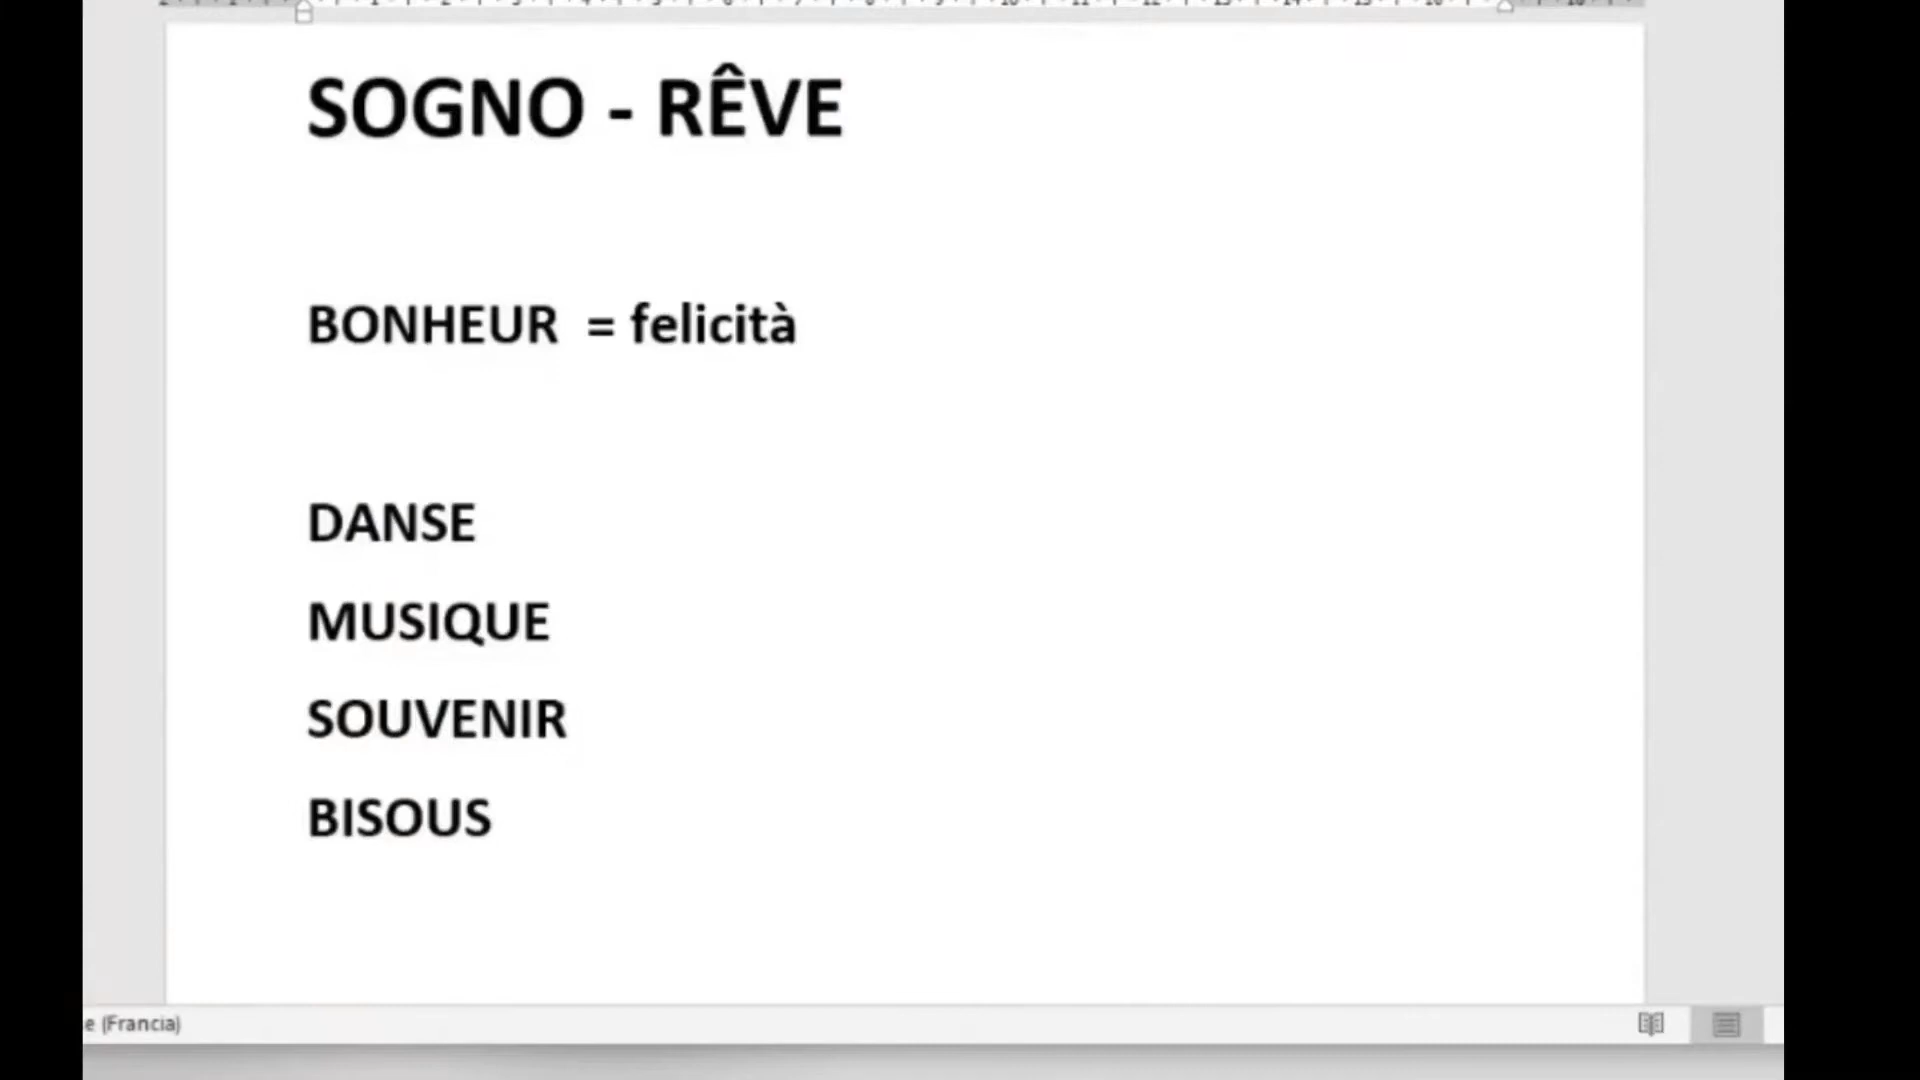 SOGNO - RÊVE
BONHEUR = felicità
DANSE
MUSIQUE
SOUVENIR
BISOUS
e (Francia)